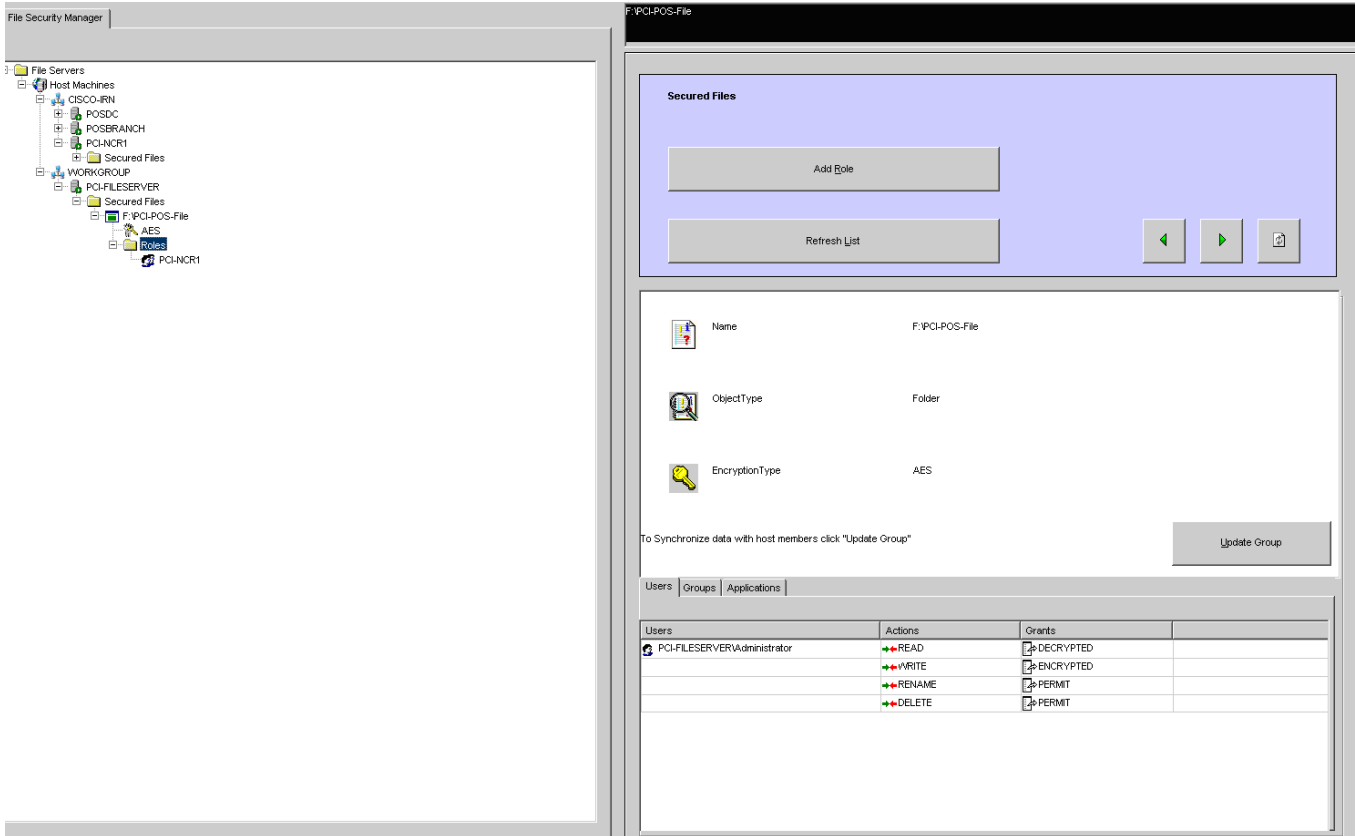 File Security Manager
File Servers
Host Machines
CISCO-IRN
POSDC
POSBRANCH
PCI-NCR1
Secured Files
WORKGROUP
PCI-FILESERVER
Secured Files
F:\PCI-POS-File
AES
Roles
PCI-NCR1
F:\PCI-POS-File
Secured Files
Add Role
Refresh List
Name F:\PCI-POS-File
ObjectType Folder
EncryptionType AES
To Synchronize data with host members click "Update Group"
Update Group
Users Groups Applications
Users Actions Grants
PCI-FILESERVER\Administrator READ DECRYPTED
WRITE ENCRYPTED
RENAME PERMIT
DELETE PERMIT